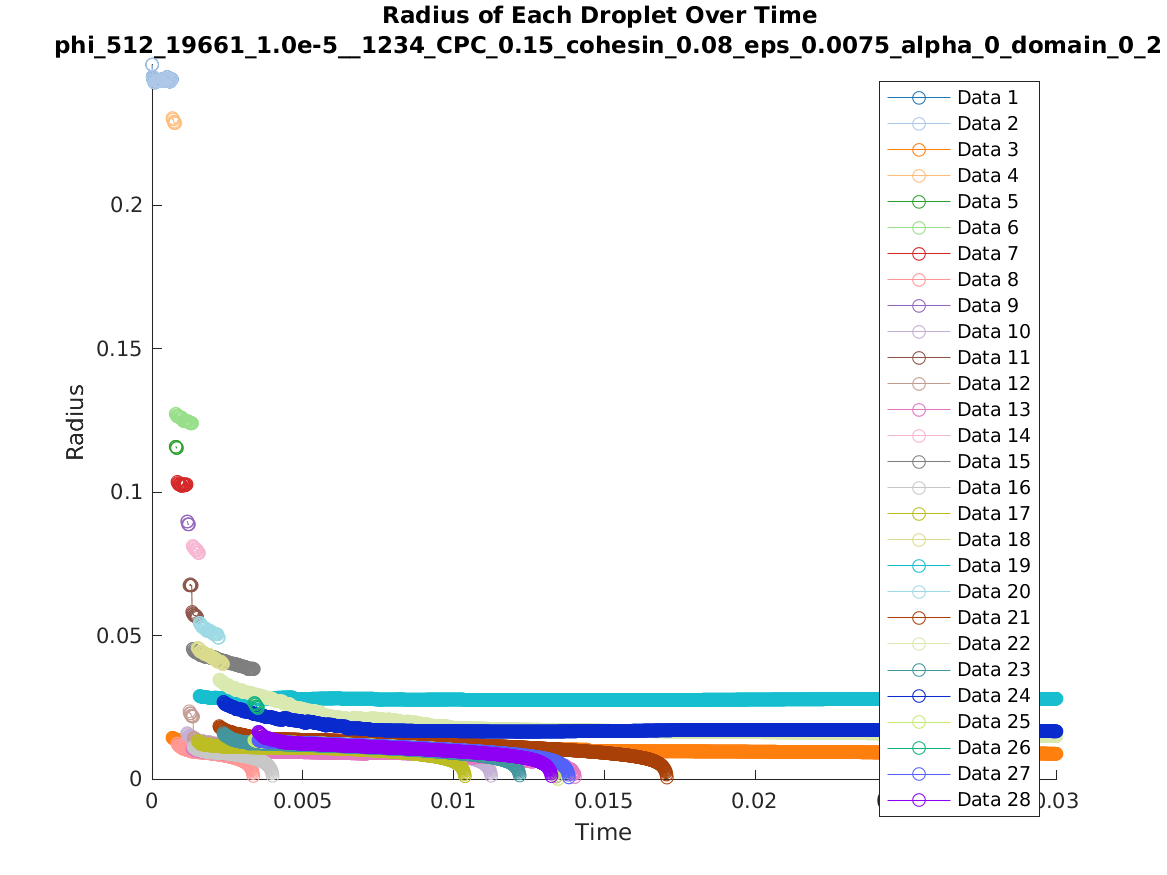 Radius of Each Droplet Over Time
phi_512_19661_1.0e-5__1234_CPC_0.15_cohesin_0.08_eps_0.0075_alpha_0_domain_0_2
Radius
0.2
0.15
0.1
0.05
0
0
0.005
0.01
0.015
0.02
0.03
Time
Data 1
Data 2
Data 3
Data 4
Data 5
Data 6
Data 7
Data 8
Data 9
Data 10
Data 11
Data 12
Data 13
Data 14
Data 15
Data 16
Data 17
Data 18
Data 19
Data 20
Data 21
Data 22
Data 23
Data 24
Data 25
Data 26
Data 27
Data 28